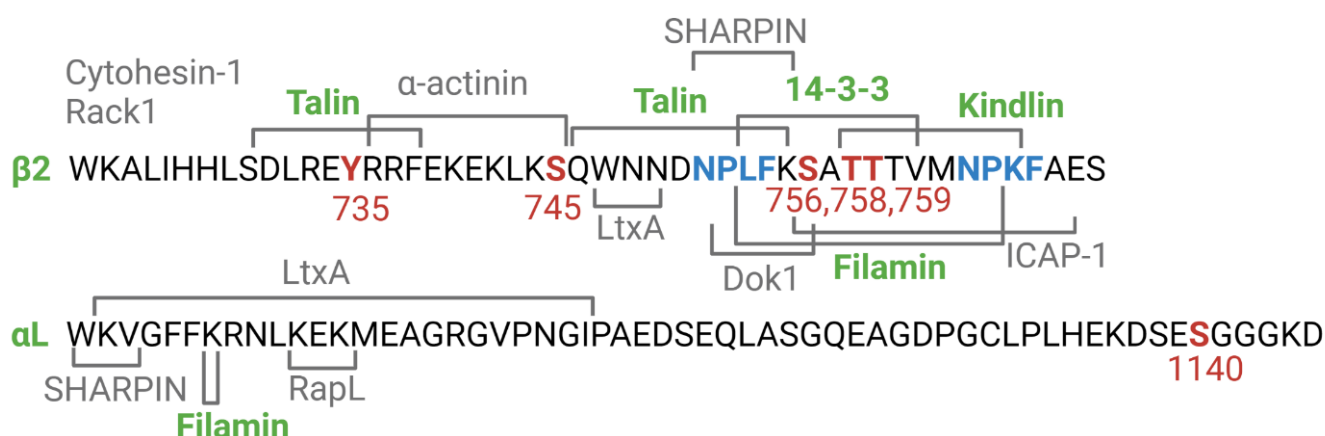 SHARPIN
Cytohesin-1
Rack1
Talin α-actinin Talin 14-3-3 Kindlin
β2 WKALIHHLSDLREYRRFEKEKLKSQWNNDNPLFKSATTTVMNPKFAES
735 745 756,758,759
LtxA
Dok1 Filamin ICAP-1
LtxA
αL WKVGFFKRNLKEKMEAGRGVPNGIPAEDSEQLASGQEAGDPGCLPLHEKDSESGGGKD
SHARPIN RapL 1140
Filamin